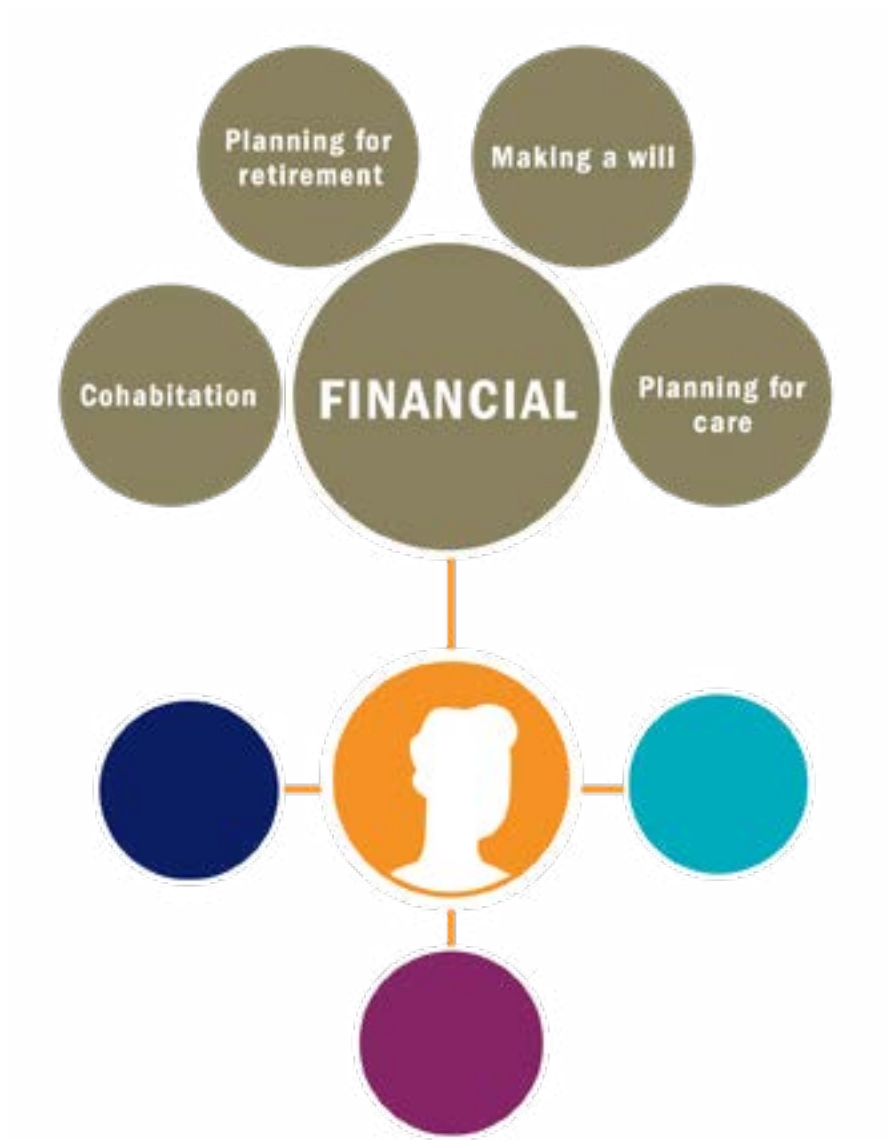 Planning for
retirement
Making a will
Cohabitation
FINANCIAL
Planning for
care